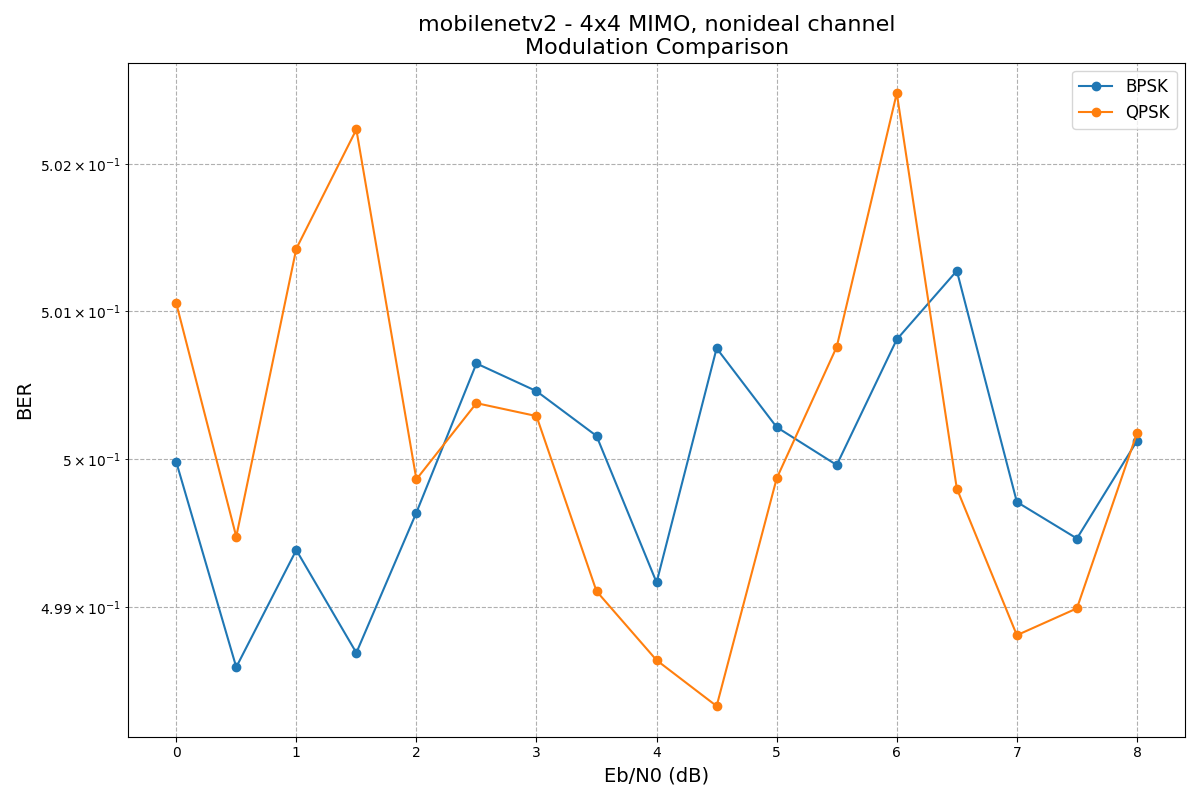 mobilenetv2 - 4x4 MIMO, nonideal channel
Modulation Comparison
BPSK
QPSK
5.02 × 10⁻¹
5.01 × 10⁻¹
5 × 10⁻¹
4.99 × 10⁻¹
BER
0 1 2 3 4 5 6 7 8
Eb/N0 (dB)